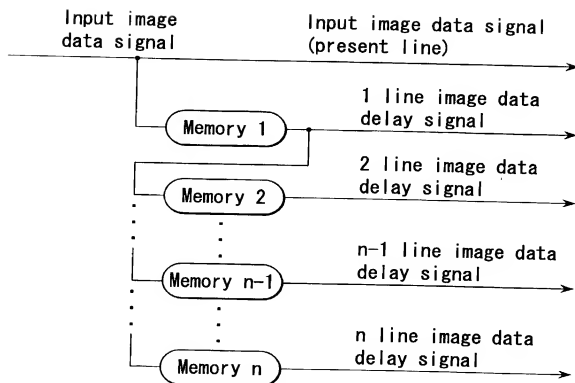 Input image
data signal
Input image data signal
(present line)
1 line image data
delay signal
Memory 1
2 line image data
delay signal
Memory 2
n-1 line image data
delay signal
Memory n-1
n line image data
delay signal
Memory n